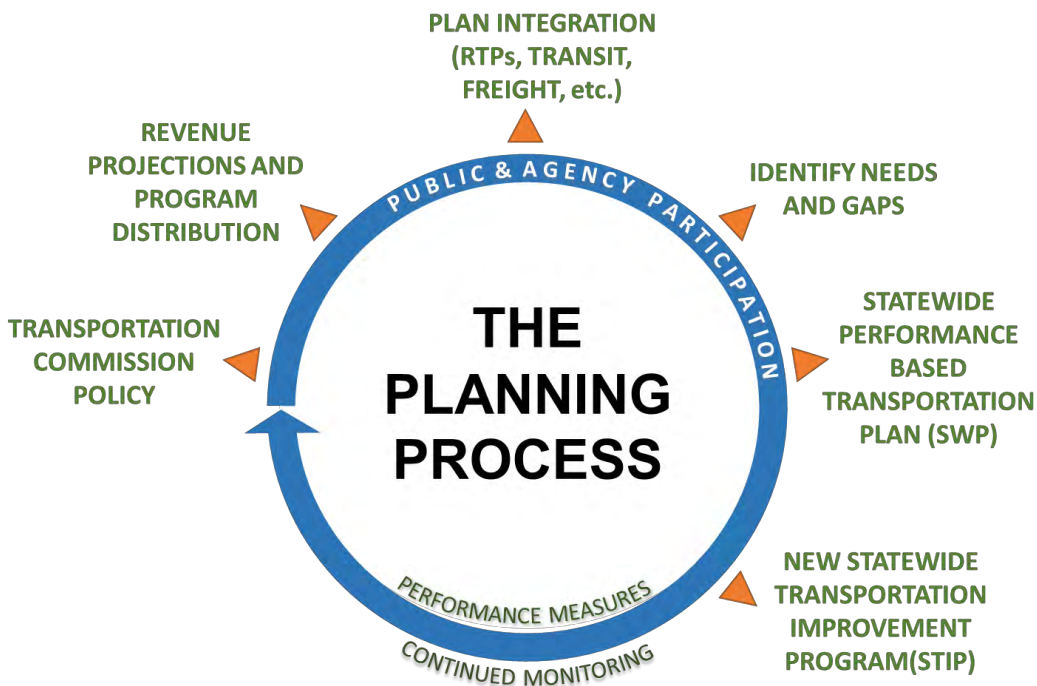 PLAN INTEGRATION
(RTPs, TRANSIT,
FREIGHT, etc.)
REVENUE
PROJECTIONS AND
PROGRAM
DISTRIBUTION
IDENTIFY NEEDS
AND GAPS
PUBLIC & AGENCY PARTICIPATION
TRANSPORTATION
COMMISSION
POLICY
THE
PLANNING
PROCESS
STATEWIDE
PERFORMANCE
BASED
TRANSPORTATION
PLAN (SWP)
NEW STATEWIDE
TRANSPORTATION
IMPROVEMENT
PROGRAM(STIP)
PERFORMANCE MEASURES
CONTINUED MONITORING